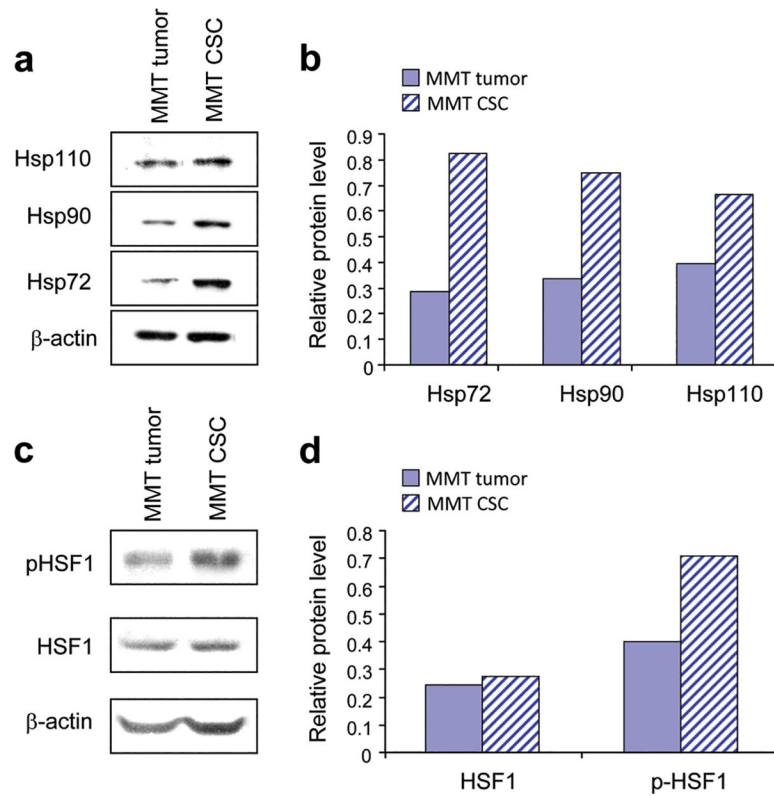 a
MMT tumor
MMT CSC
Hsp110
Hsp90
Hsp72
β-actin
b
MMT tumor
MMT CSC
Relative protein level
0.9
0.8
0.7
0.6
0.5
0.4
0.3
0.2
0.1
0
Hsp72 Hsp90 Hsp110
c
MMT tumor
MMT CSC
pHSF1
HSF1
β-actin
d
MMT tumor
MMT CSC
Relative protein level
0.8
0.7
0.6
0.5
0.4
0.3
0.2
0.1
0
HSF1 p-HSF1